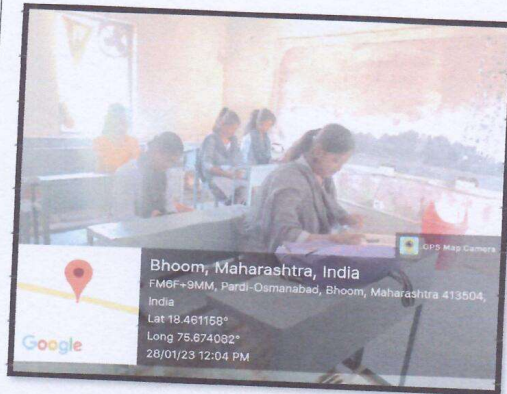 GPS Map Camera
Bhoom, Maharashtra, India
FM6F+9MM, Pardi-Osmanabad, Bhoom, Maharashtra 413504,
India
Lat 18.461158°
Long 75.674082°
28/01/23 12:04 PM
Google